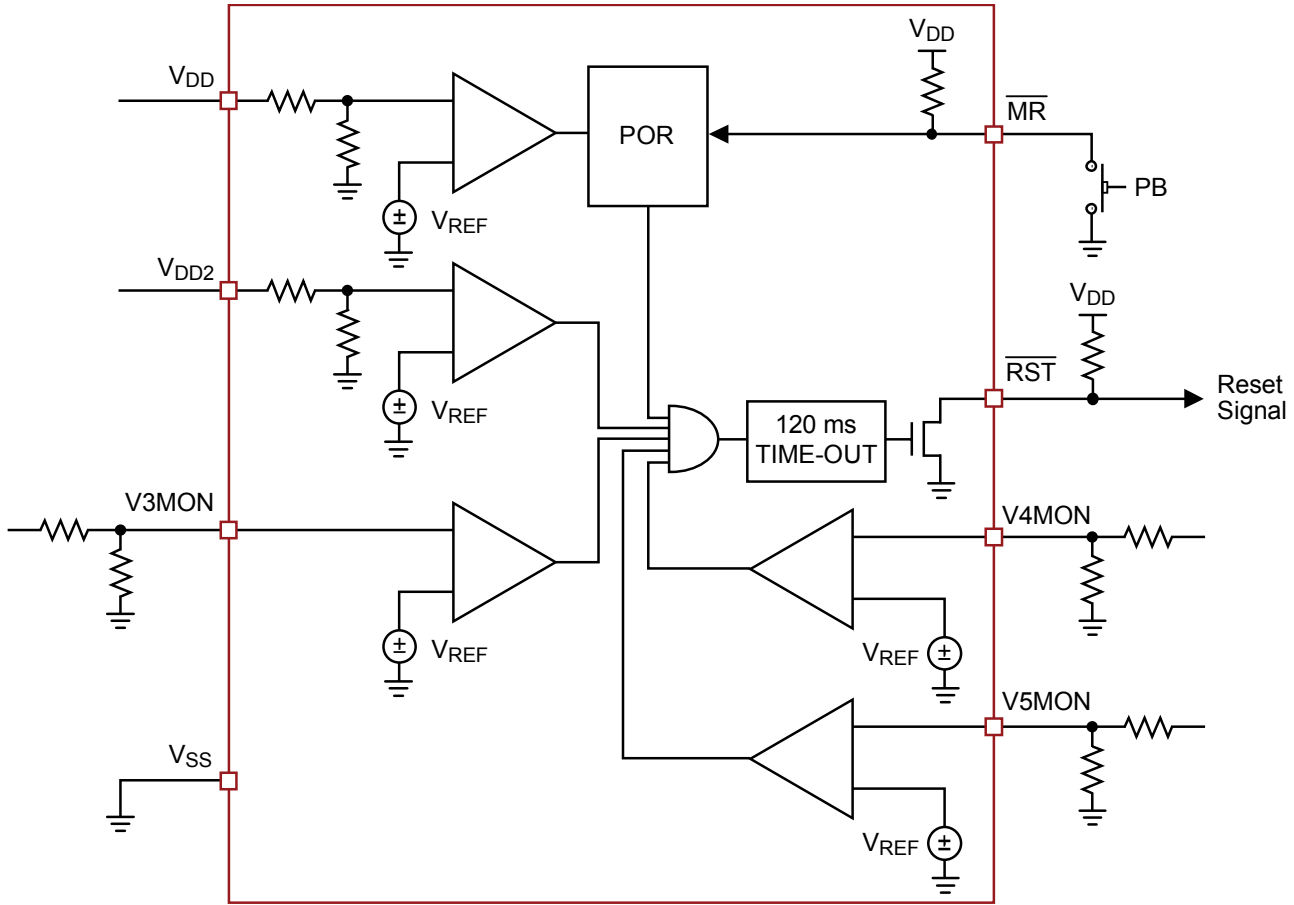 VDD
VDD
POR
MR
PB
VREF
VDD2
VDD
VREF
RST
Reset
Signal
120 ms
TIME-OUT
V3MON
V4MON
VREF
VREF
V5MON
VSS
VREF